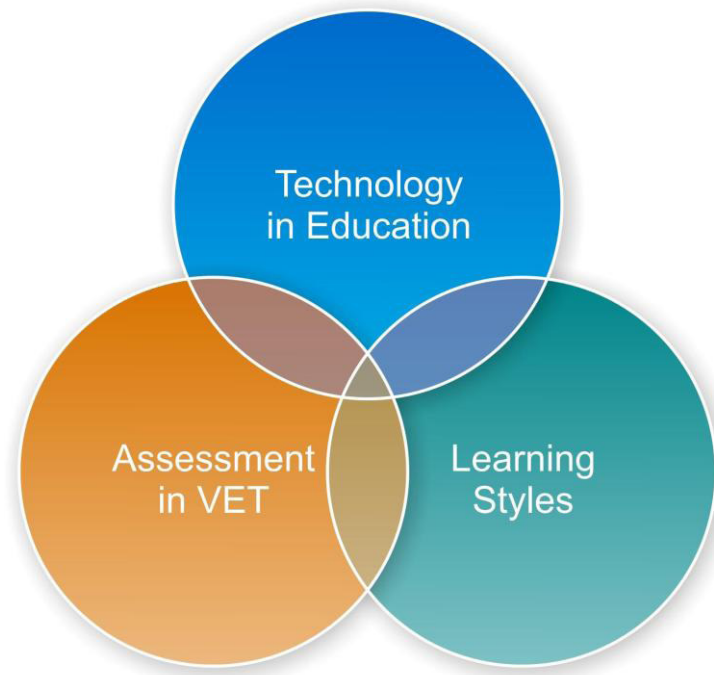 Technology
in Education
Assessment
in VET
Learning
Styles